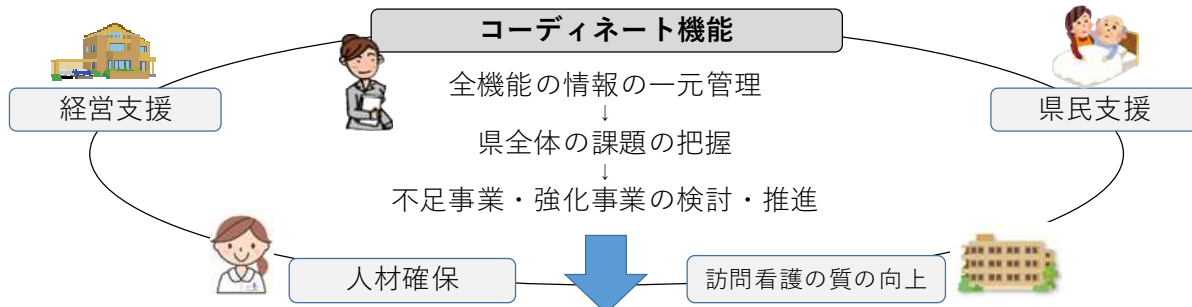 コーディネート機能
全機能の情報の一元管理
↓
県全体の課題の把握
↓
不足事業・強化事業の検討・推進
経営支援
県民支援
人材確保
訪問看護の質の向上